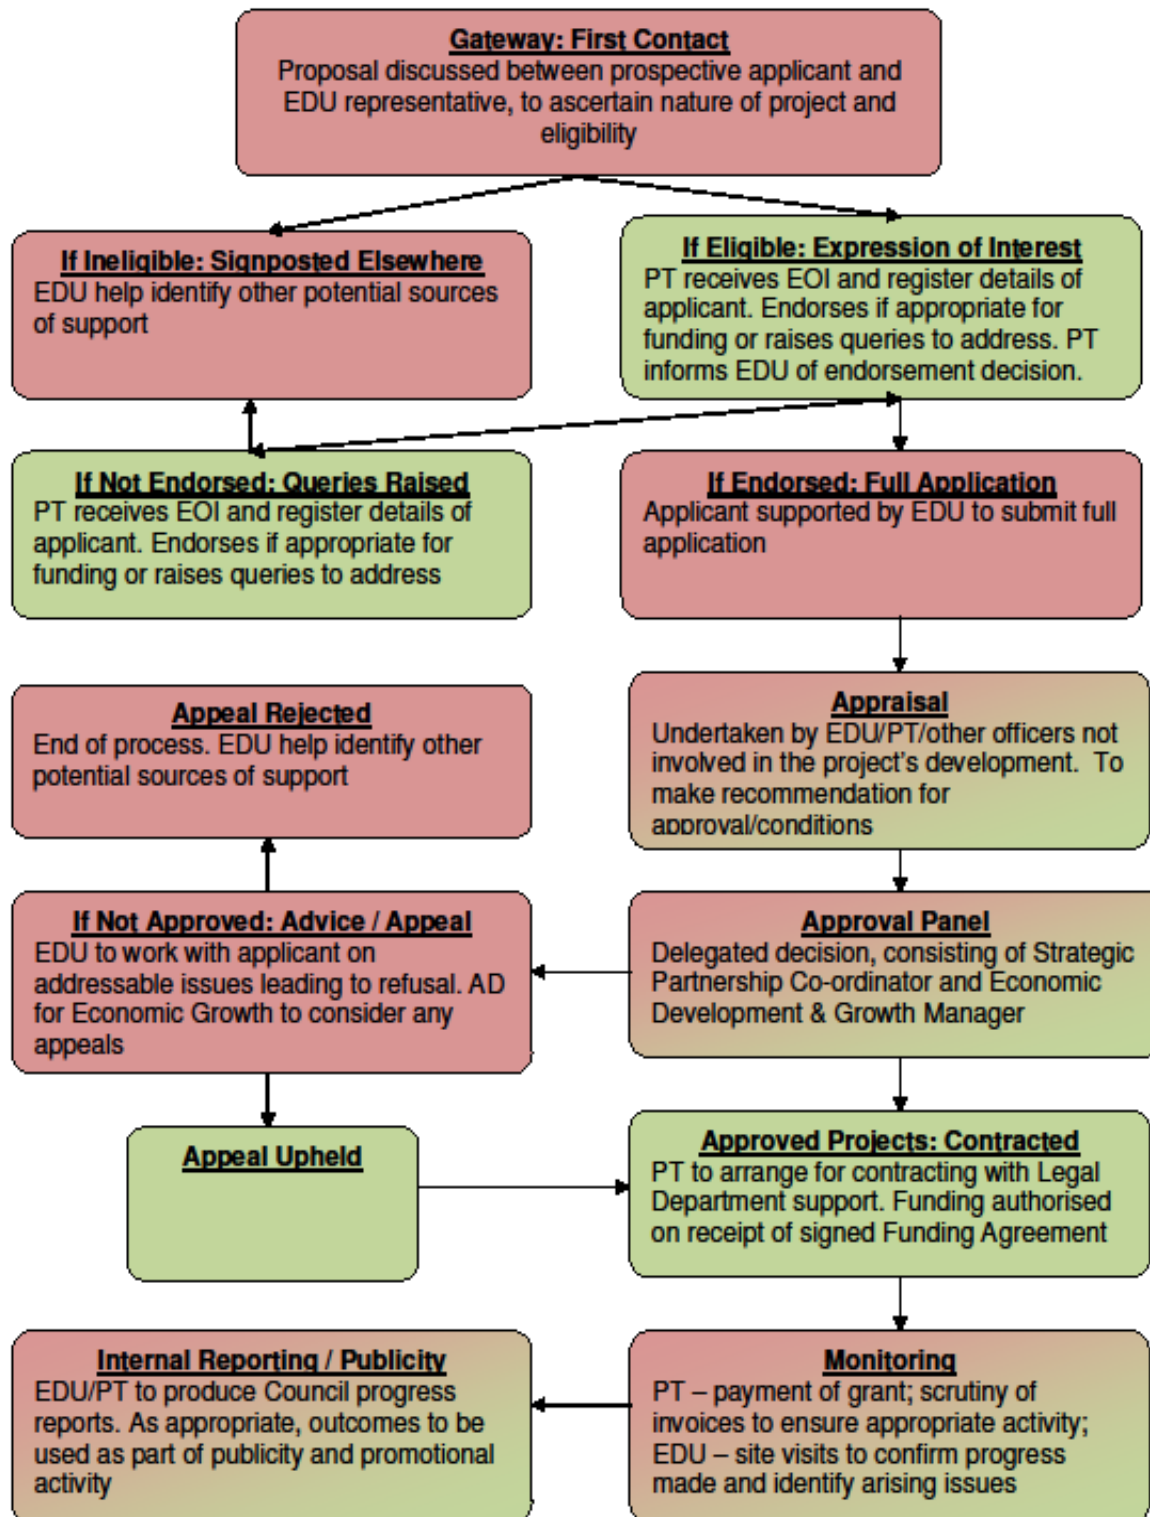 Gateway: First Contact
Proposal discussed between prospective applicant and
EDU representative, to ascertain nature of project and
eligibility
If Ineligible: Signposted Elsewhere
EDU help identify other potential sources
of support
If Eligible: Expression of Interest
PT receives EOI and register details of
applicant. Endorses if appropriate for
funding or raises queries to address. PT
informs EDU of endorsement decision.
If Not Endorsed: Queries Raised
PT receives EOI and register details of
applicant. Endorses if appropriate for
funding or raises queries to address
If Endorsed: Full Application
Applicant supported by EDU to submit full
application
Appeal Rejected
End of process. EDU help identify other
potential sources of support
Appraisal
Undertaken by EDU/PT/other officers not
involved in the project's development.  To
make recommendation for
approval/conditions
If Not Approved: Advice / Appeal
EDU to work with applicant on
addressable issues leading to refusal. AD
for Economic Growth to consider any
appeals
Approval Panel
Delegated decision, consisting of Strategic
Partnership Co-ordinator and Economic
Development & Growth Manager
Appeal Upheld
Approved Projects: Contracted
PT to arrange for contracting with Legal
Department support. Funding authorised
on receipt of signed Funding Agreement
Internal Reporting / Publicity
EDU/PT to produce Council progress
reports. As appropriate, outcomes to be
used as part of publicity and promotional
activity
Monitoring
PT – payment of grant; scrutiny of
invoices to ensure appropriate activity;
EDU – site visits to confirm progress
made and identify arising issues